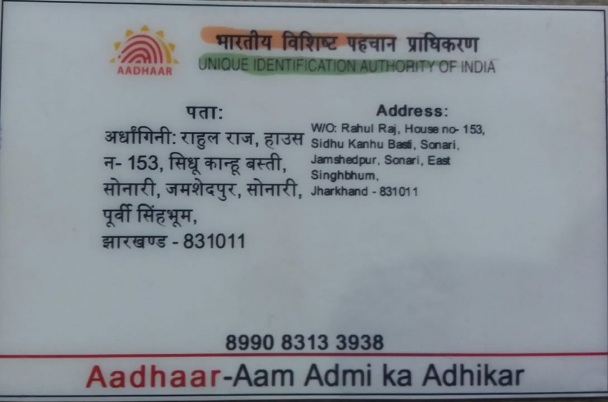 भारतीय विशिष्ट पहचान प्राधिकरण
AADHAAR
UNIQUE IDENTIFICATION AUTHORITY OF INDIA
पता:
अर्धांगिनी: राहुल राज, हाउस
न- 153, सिधू कान्हू बस्ती,
सोनारी, जमशेदपुर, सोनारी,
पूर्वी सिंहभूम,
झारखण्ड - 831011
Address:
W/O: Rahul Raj, House no- 153,
Sidhu Kanhu Basti, Sonari,
Jamshedpur, Sonari, East
Singhbhum,
Jharkhand - 831011
8990 8313 3938
Aadhaar-Aam Admi ka Adhikar